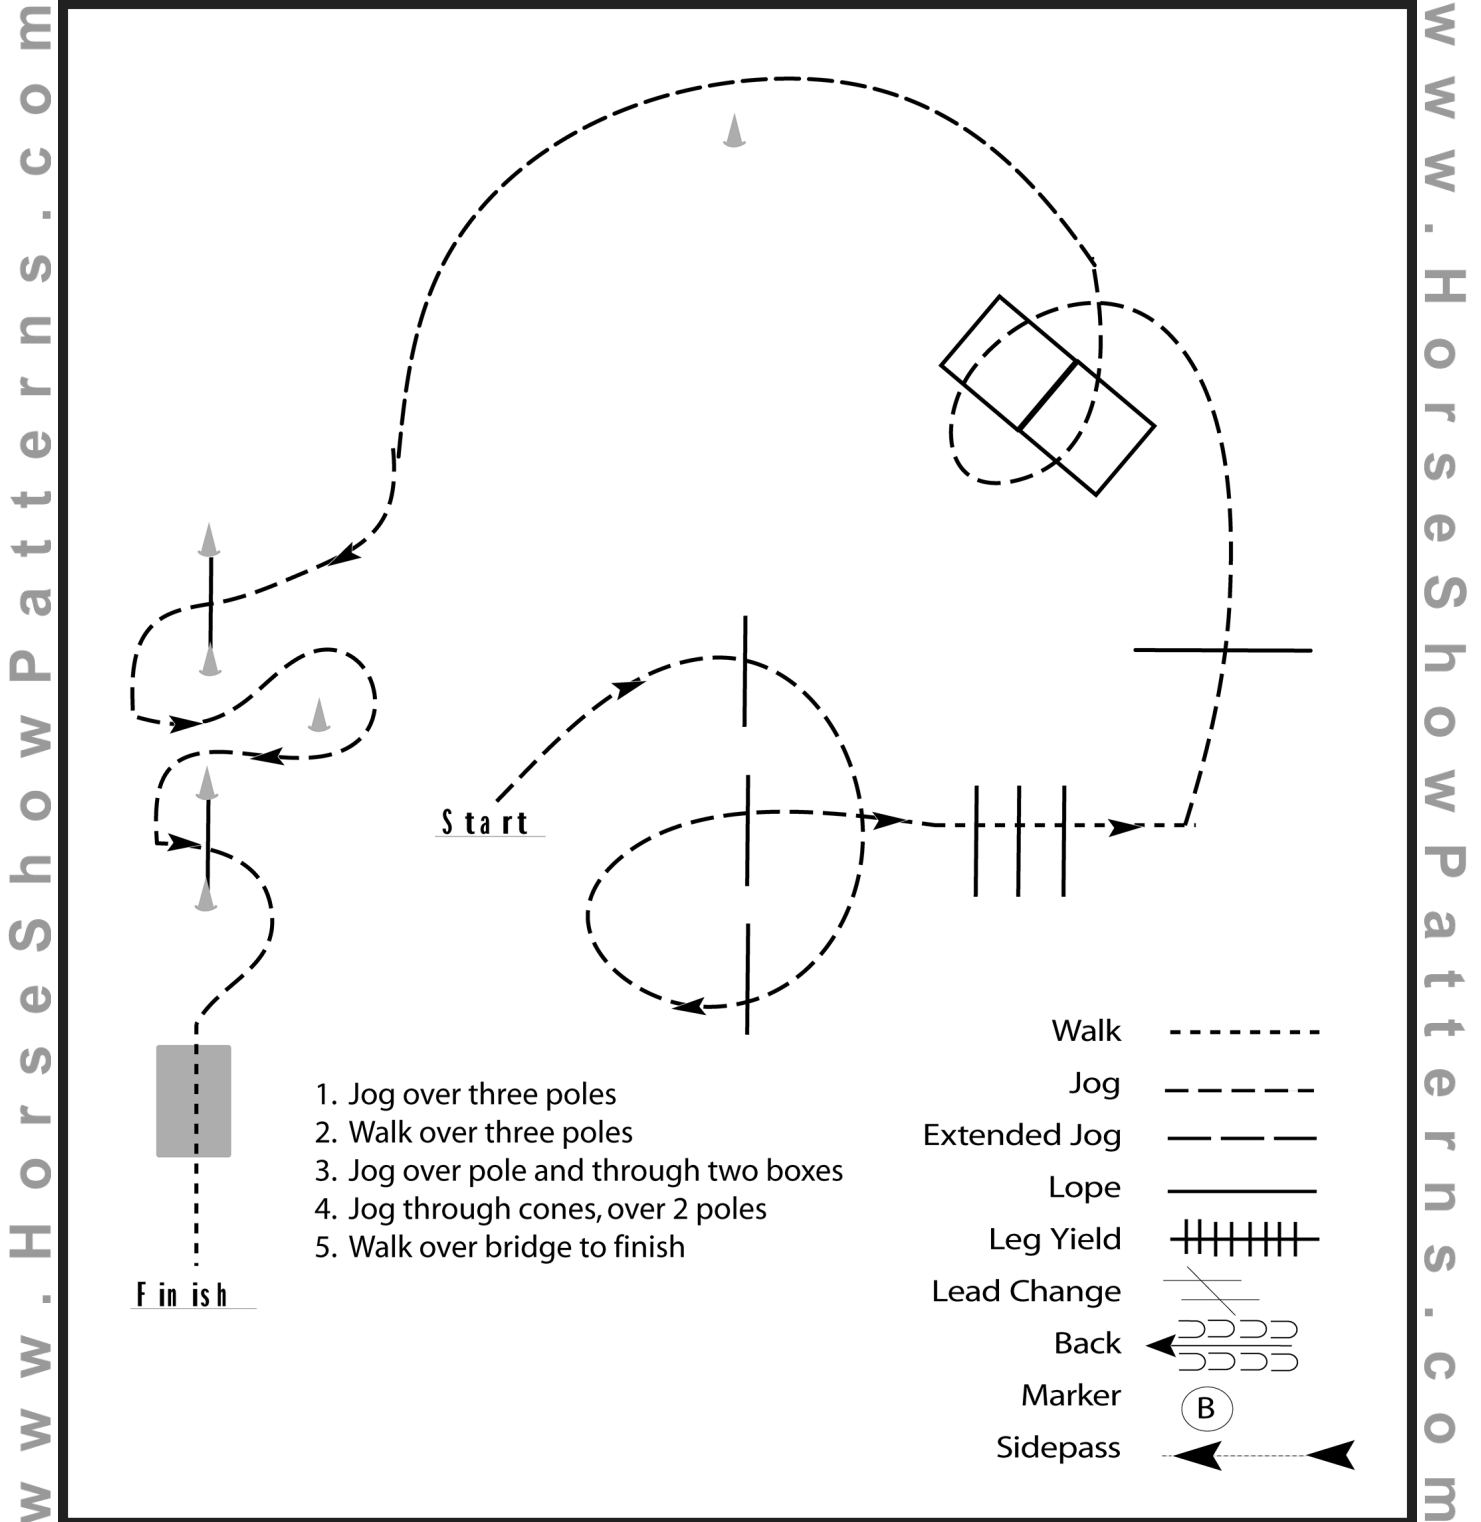 www.HorseShowPatterns.com
Start
Finish
1. Jog over three poles
2. Walk over three poles
3. Jog over pole and through two boxes
4. Jog through cones, over 2 poles
5. Walk over bridge to finish
Walk
Jog
Extended Jog
Lope
Leg Yield
Lead Change
Back
Marker B
Sidepass
www.HorseShowPatterns.com